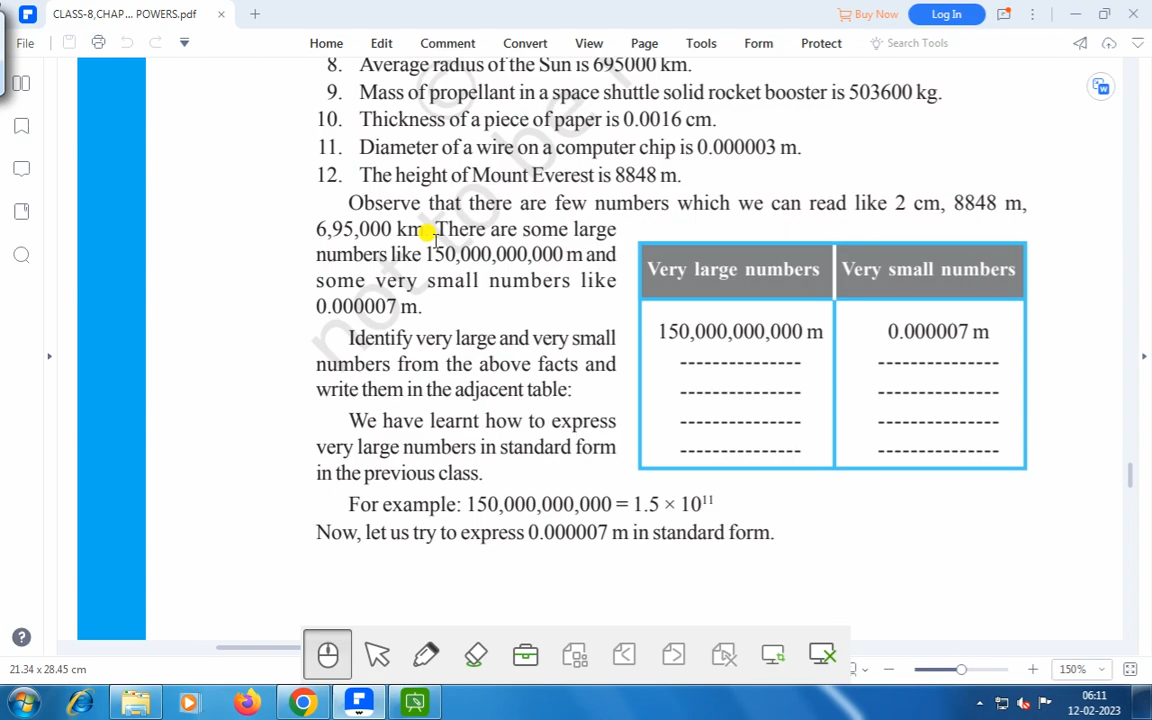 CLASS-8,CHAP ... POWERS.pdf
Buy Now
Log In
File
Home
Edit
Comment
Convert
View
Page
Tools
Form
Protect
Search Tools
8. Average radius of the Sun is 695000 km.
9. Mass of propellant in a space shuttle solid rocket booster is 503600 kg.
10. Thickness of a piece of paper is 0.0016 cm.
11. Diameter of a wire on a computer chip is 0.000003 m.
12. The height of Mount Everest is 8848 m.
Observe that there are few numbers which we can read like 2 cm, 8848 m,
6,95,000 km. There are some large
numbers like 150,000,000,000 m and
some very small numbers like
0.000007 m.
Identify very large and very small
numbers from the above facts and
write them in the adjacent table:
We have learnt how to express
very large numbers in standard form
in the previous class.
Very large numbers
Very small numbers
150,000,000,000 m
0.000007 m
For example: 150,000,000,000 = 1.5 × 10¹¹
Now, let us try to express 0.000007 m in standard form.
not to be
21.34 x 28.45 cm
150%
06:11
12-02-2023